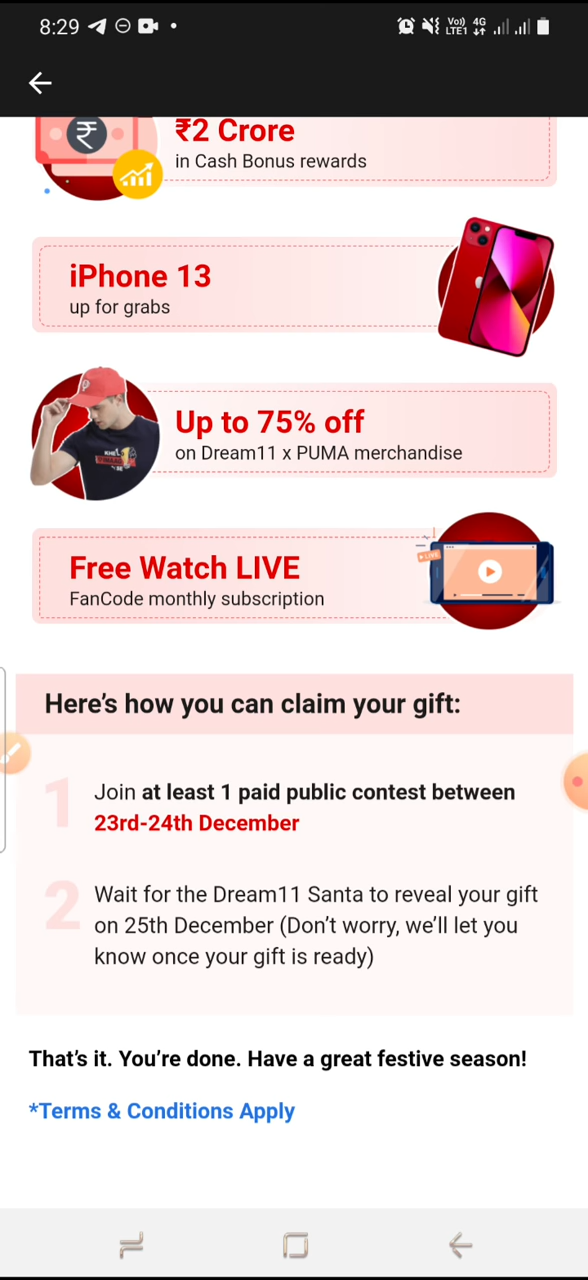 8:29
Vo)) 4G
LTE1
₹2 Crore
in Cash Bonus rewards
iPhone 13
up for grabs
Up to 75% off
on Dream11 x PUMA merchandise
LIVE
Free Watch LIVE
FanCode monthly subscription
Here's how you can claim your gift:
1 Join at least 1 paid public contest between
23rd-24th December
2 Wait for the Dream11 Santa to reveal your gift
on 25th December (Don't worry, we'll let you
know once your gift is ready)
That's it. You're done. Have a great festive season!
*Terms & Conditions Apply